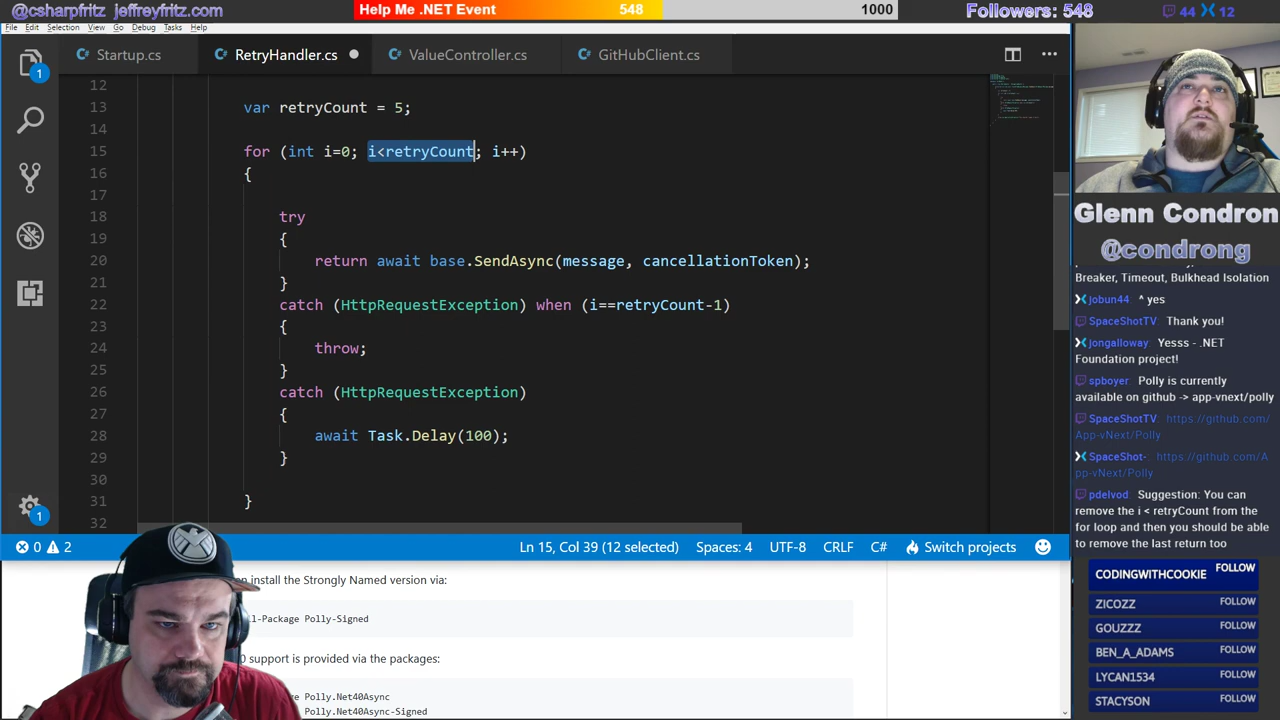 @csharpfritz jeffreyfritz.com
Help Me .NET Event 548 1000
Followers: 548
44 12
File Edit Selection View Go Debug Tasks Help
Startup.cs RetryHandler.cs ValueController.cs GitHubClient.cs
12
13 var retryCount = 5;
14
15 for (int i=0; i<retryCount; i++)
16 {
17
18 try
19 {
20 return await base.SendAsync(message, cancellationToken);
21 }
22 catch (HttpRequestException) when (i==retryCount-1)
23 {
24 throw;
25 }
26 catch (HttpRequestException)
27 {
28 await Task.Delay(100);
29 }
30
31 }
32
1
1
0 2 Ln 15, Col 39 (12 selected) Spaces: 4 UTF-8 CRLF C# Switch projects
install the Strongly Named version via:
Polly-Signed
support is provided via the packages:
Polly.Net40Async
Polly.Net40Async-Signed
Glenn Condron
@condrong
Breaker, Timeout, Bulkhead Isolation
jobun44 ^ yes
SpaceShotTV Thank you!
jongalloway Yesss - .NET
Foundation project!
spboyer Polly is currently
available on github -> app-vnext/polly
SpaceShotTV https://github.com/
App-vNext/Polly
SpaceShot- https://github.com/A
pp-vNext/Polly
pdelvod Suggestion: You can
remove the i < retryCount from the
for loop and then you should be able
to remove the last return too
CODINGWITHCOOKIE FOLLOW
ZICOZZ FOLLOW
GOUZZZ FOLLOW
BEN_A_ADAMS FOLLOW
LYCAN1534 FOLLOW
STACYSON FOLLOW